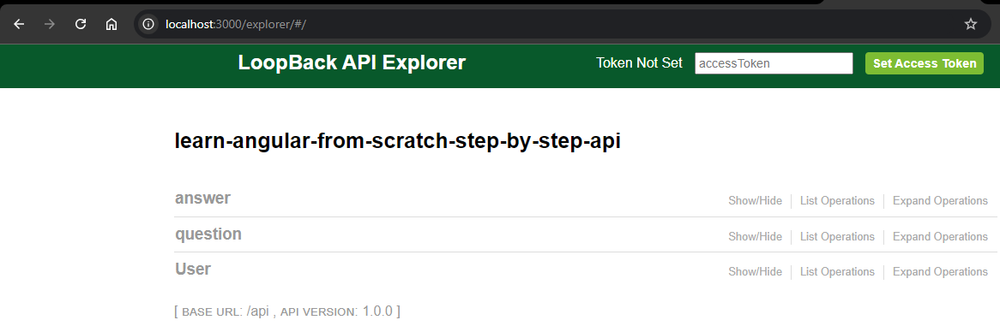 localhost:3000/explorer/#/
LoopBack API Explorer Token Not Set accessToken Set Access Token
learn-angular-from-scratch-step-by-step-api
answer Show/Hide List Operations Expand Operations
question Show/Hide List Operations Expand Operations
User Show/Hide List Operations Expand Operations
[ BASE URL: /api , API VERSION: 1.0.0 ]